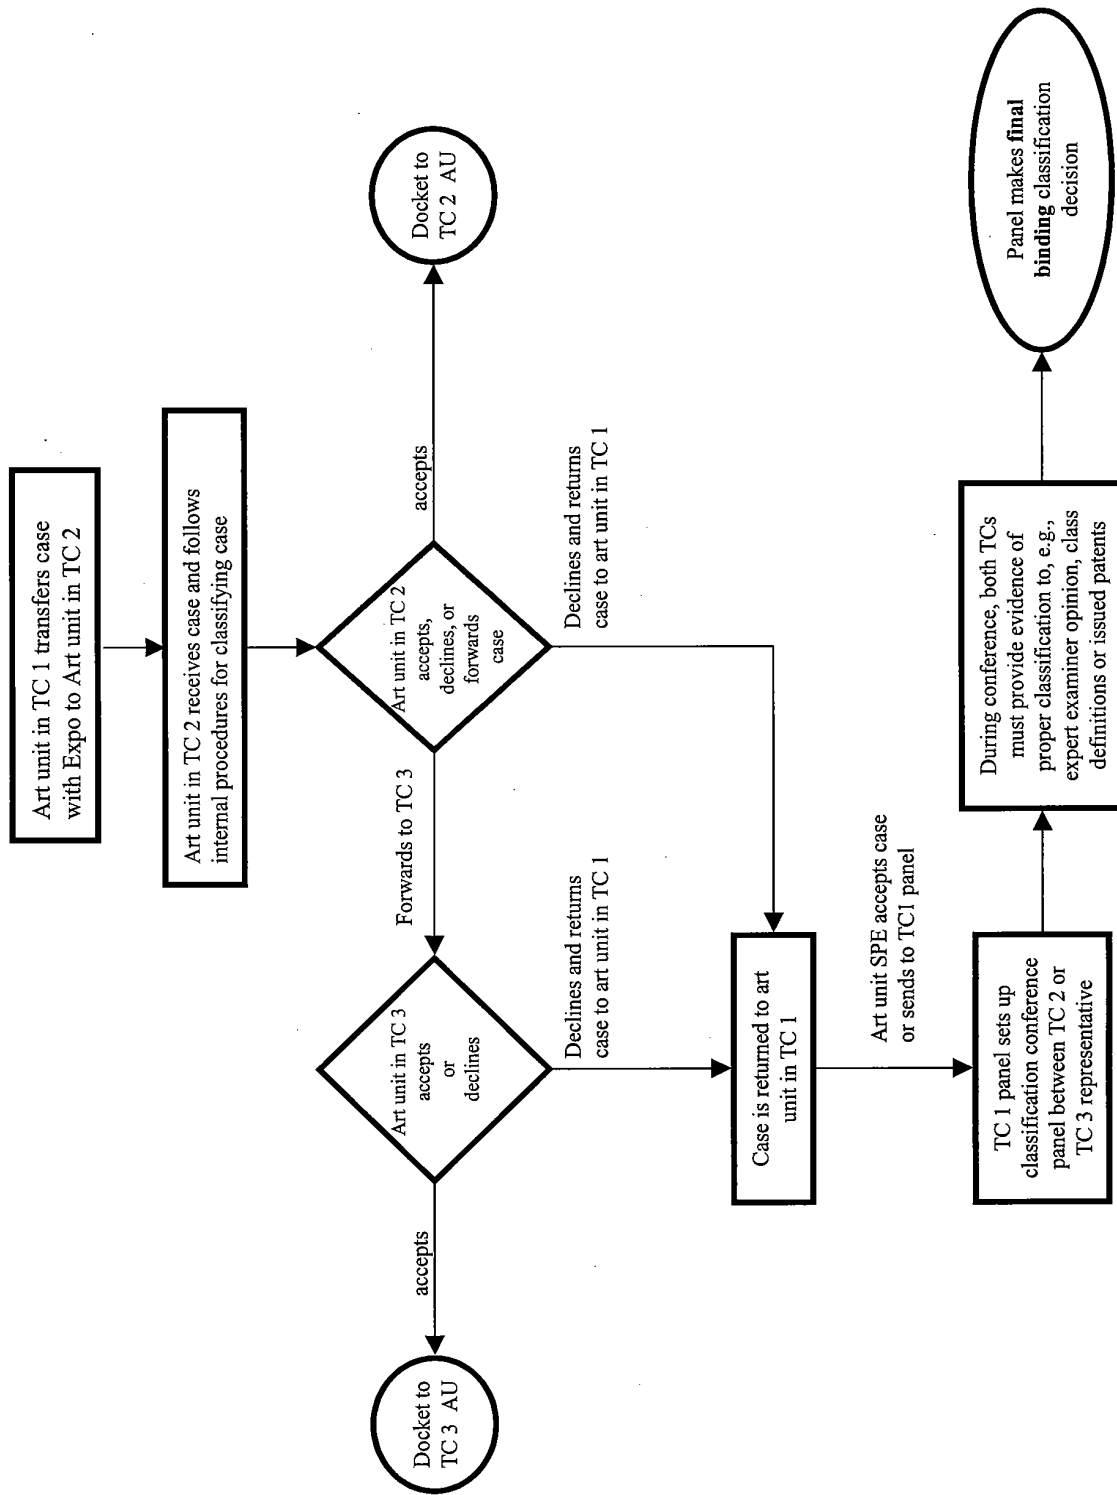 Art unit in TC 1 transfers case
with Expo to Art unit in TC 2
Art unit in TC 2 receives case and follows
internal procedures for classifying case
Art unit in TC 2
accepts,
declines, or
forwards
case
accepts
Docket to
TC 2 AU
Forwards to TC 3
Declines and returns
case to art unit in TC 1
Art unit in TC 3
accepts
or
declines
accepts
Docket to
TC 3 AU
Declines and returns
case to art unit in TC 1
Case is returned to art
unit in TC 1
Art unit SPE accepts case
or sends to TC1 panel
TC 1 panel sets up
classification conference
panel between TC 2 or
TC 3 representative
During conference, both TCs
must provide evidence of
proper classification to, e.g.,
expert examiner opinion, class
definitions or issued patents
Panel makes final
binding classification
decision